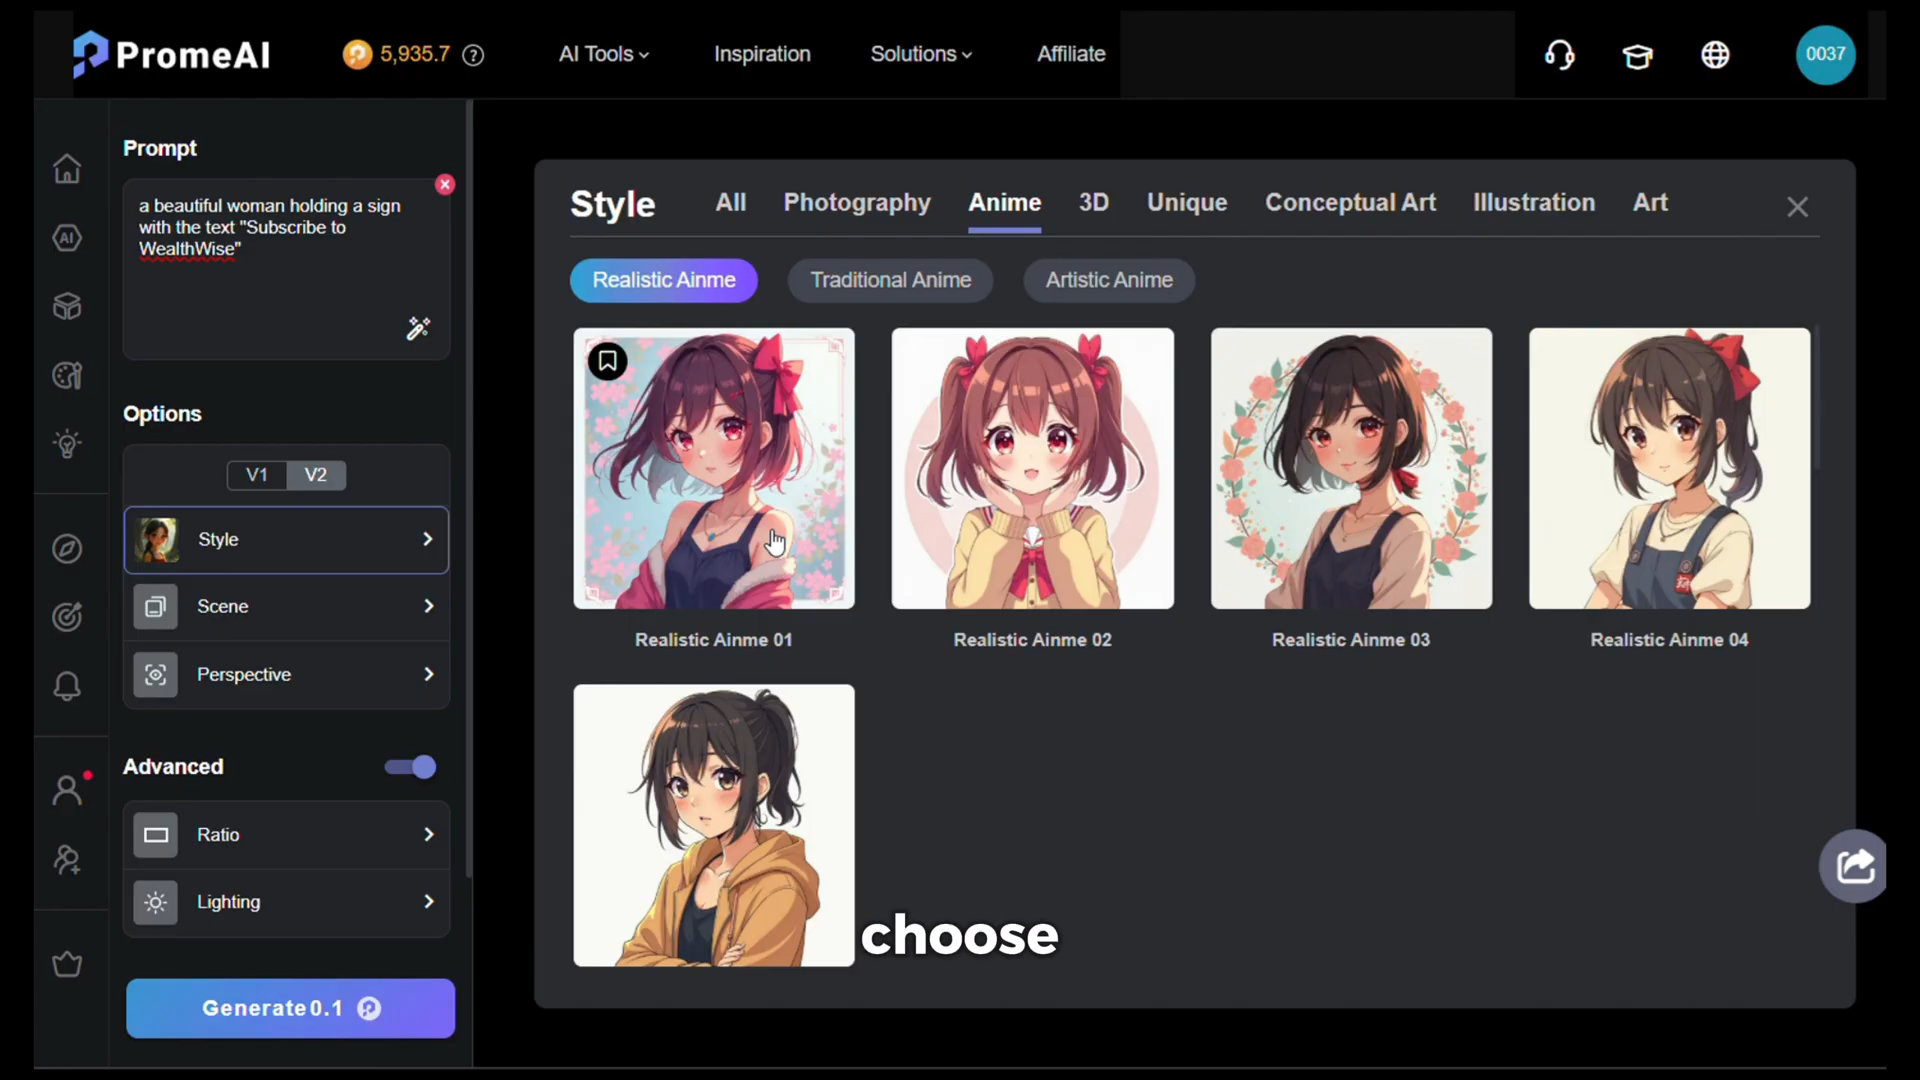 PromeAI
5,935.7
AI Tools
Inspiration
Solutions
Affiliate
0037
Prompt
a beautiful woman holding a sign
with the text "Subscribe to
WealthWise"
Options
V1
V2
Style
Scene
Perspective
Advanced
Ratio
Lighting
Generate 0.1
Style
All
Photography
Anime
3D
Unique
Conceptual Art
Illustration
Art
Realistic Ainme
Traditional Anime
Artistic Anime
Realistic Ainme 01
Realistic Ainme 02
Realistic Ainme 03
Realistic Ainme 04
choose